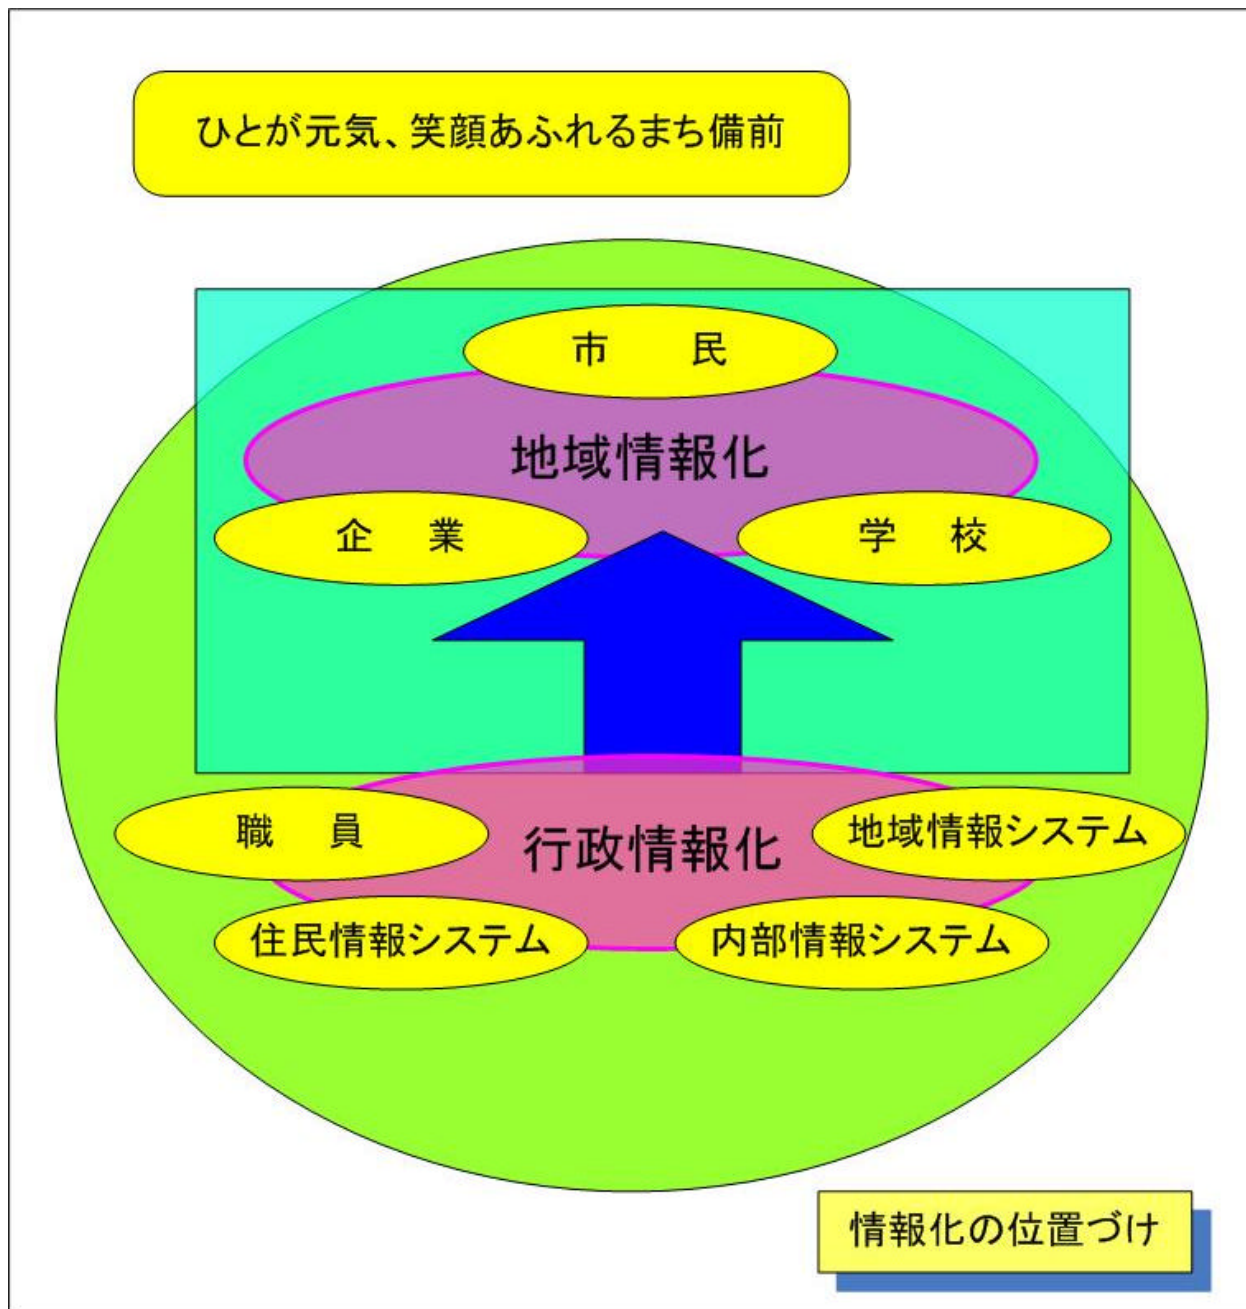 ひとが元気、笑顔あふれるまち備前
市　　民
地域情報化
企　業
学　校
職　員
行政情報化
地域情報システム
住民情報システム
内部情報システム
情報化の位置づけ